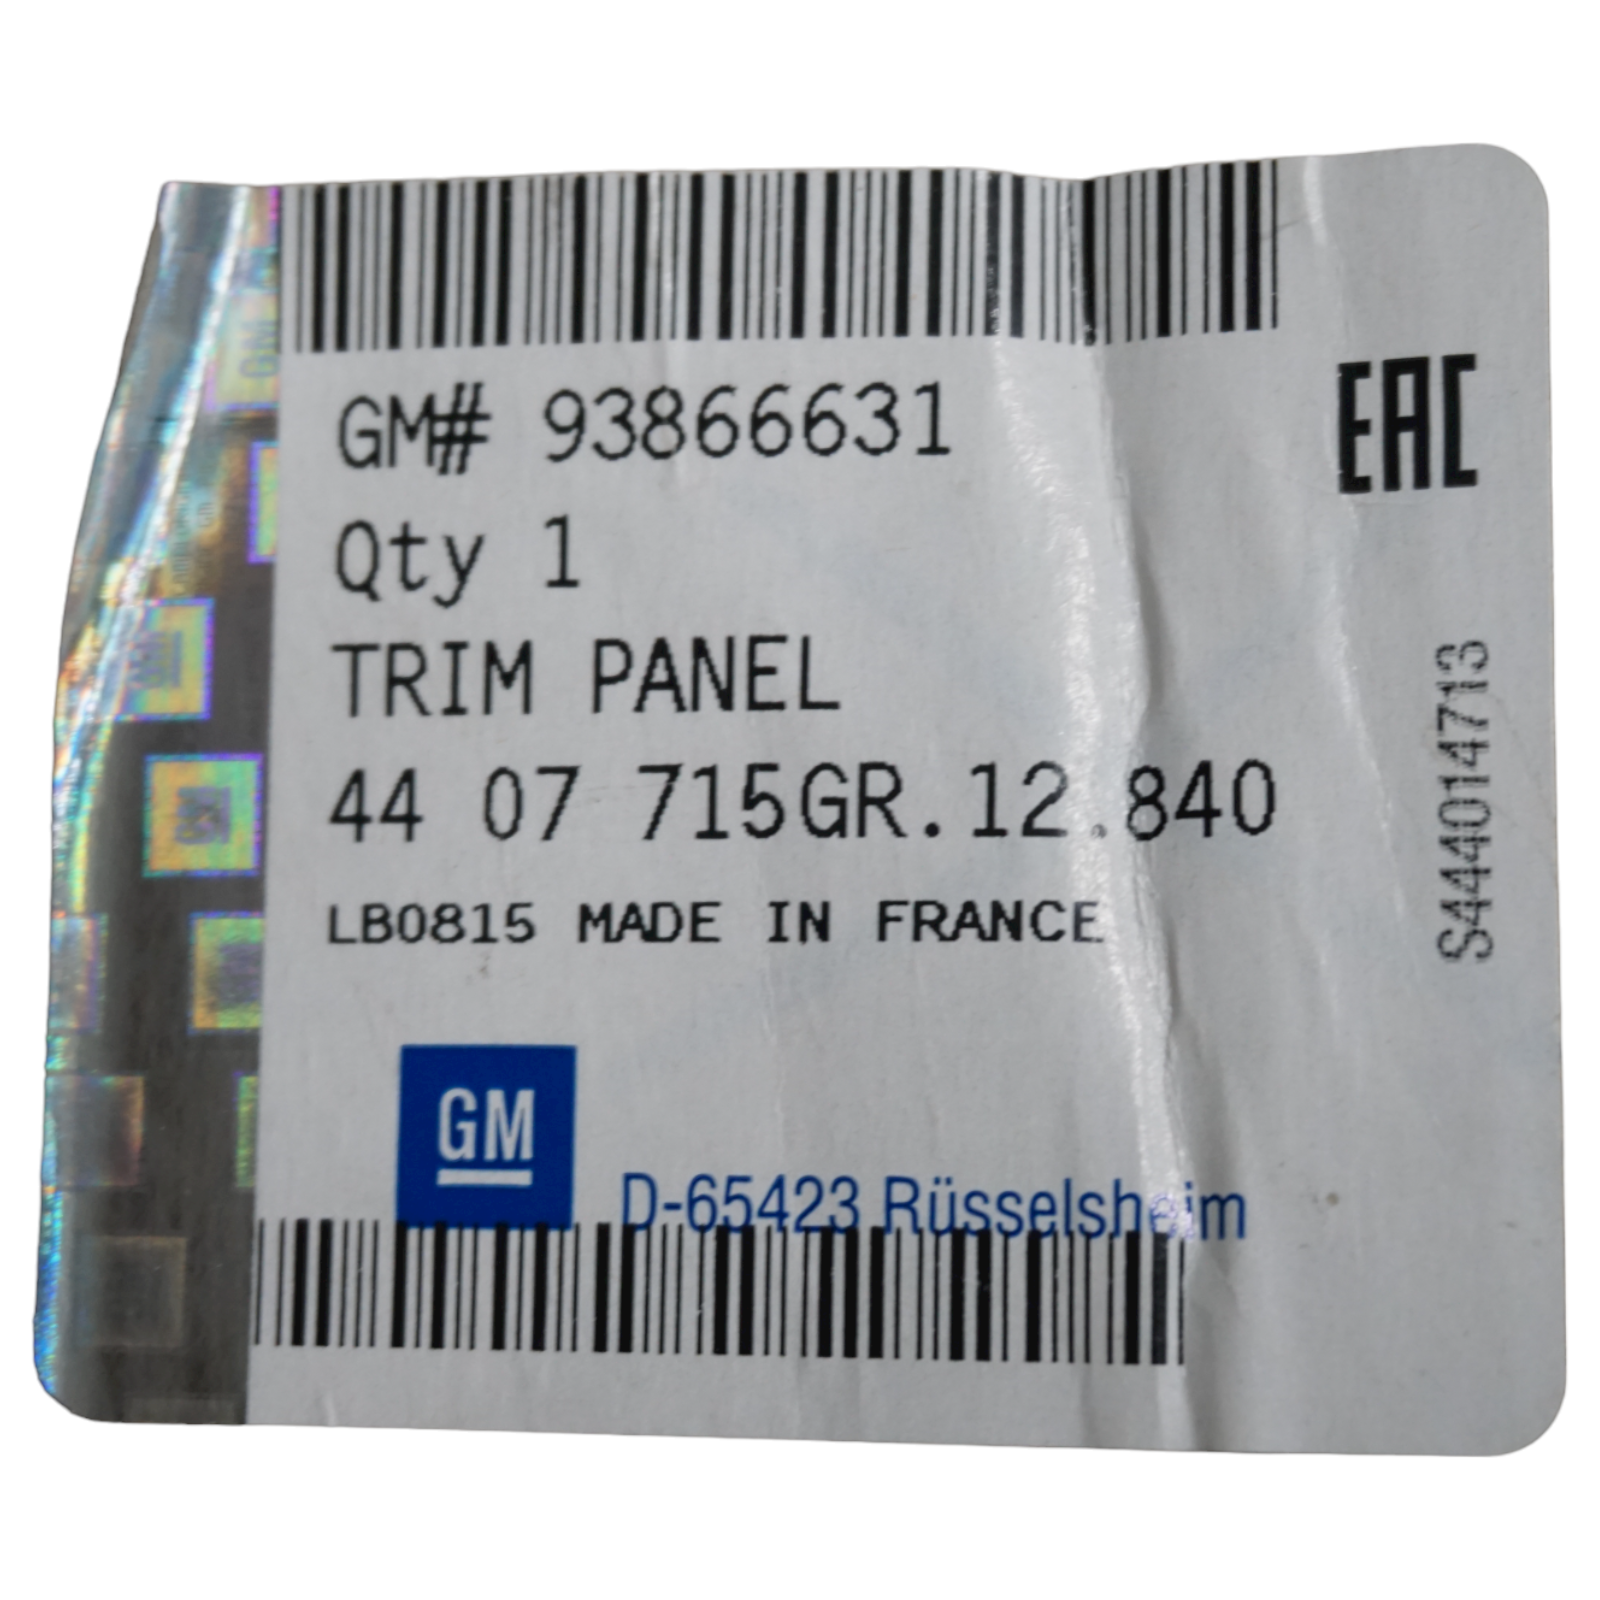 GM# 93866631
Qty 1
TRIM PANEL
44 07 715GR.12.840
LB0815 MADE IN FRANCE
GM
D-65423 Rüsselsheim
EAC
S444014713